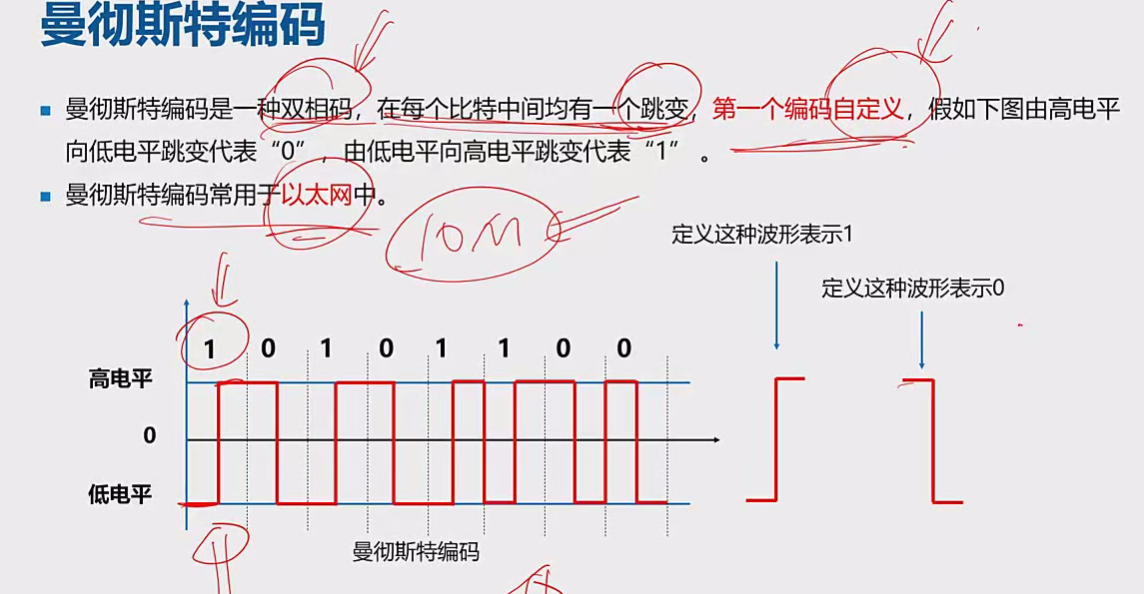 曼彻斯特编码
曼彻斯特编码是一种双相码，在每个比特中间均有一个跳变，第一个编码自定义，假如下图由高电平
向低电平跳变代表“0”，由低电平向高电平跳变代表“1” 。
曼彻斯特编码常用于以太网中。
10M
定义这种波形表示1
定义这种波形表示0
1 0 1 0 1 1 0 0
高电平
0
低电平
曼彻斯特编码